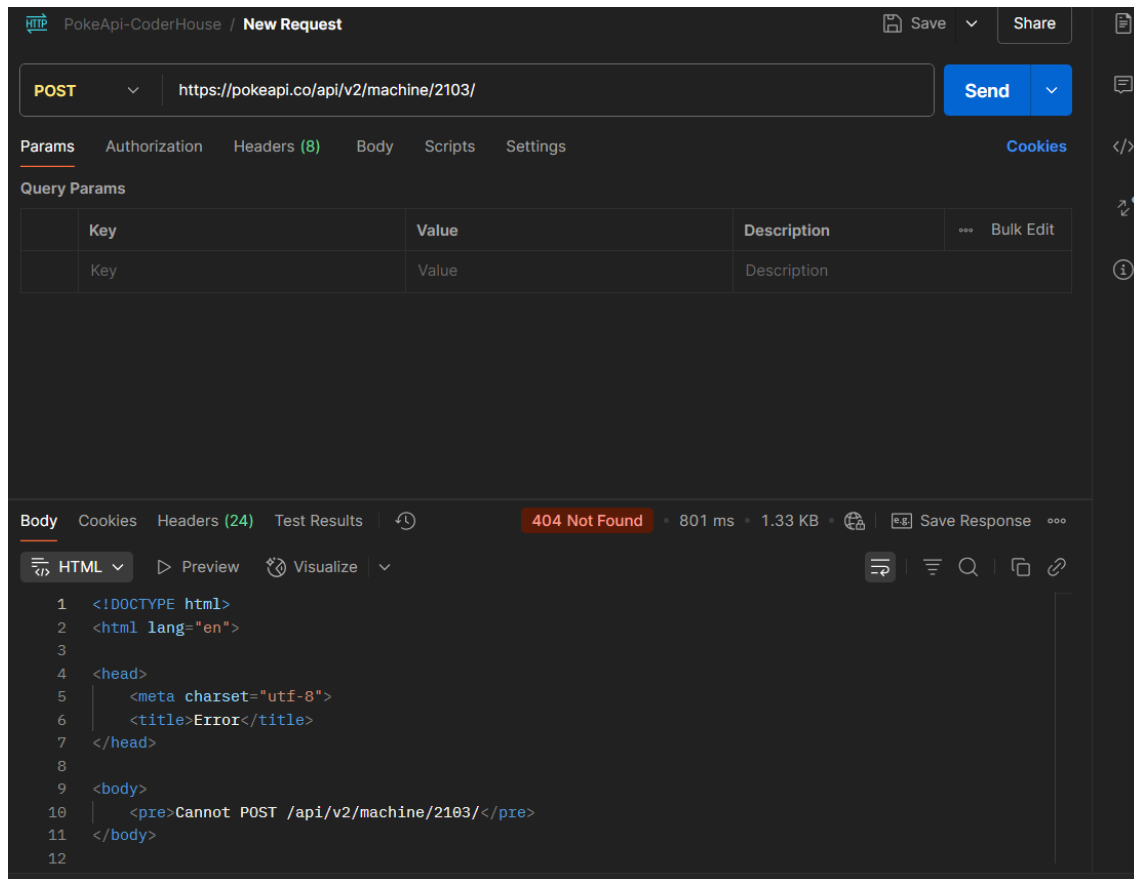 HTTP PokeApi-CoderHouse / New Request Save Share
POST https://pokeapi.co/api/v2/machine/2103/ Send
Params Authorization Headers (8) Body Scripts Settings Cookies
Query Params
Key Value Description Bulk Edit
Key Value Description
Body Cookies Headers (24) Test Results 404 Not Found 801 ms 1.33 KB e.g. Save Response
HTML Preview Visualize
1 <!DOCTYPE html>
2 <html lang="en">
3
4 <head>
5 <meta charset="utf-8">
6 <title>Error</title>
7 </head>
8
9 <body>
10 <pre>Cannot POST /api/v2/machine/2103/</pre>
11 </body>
12